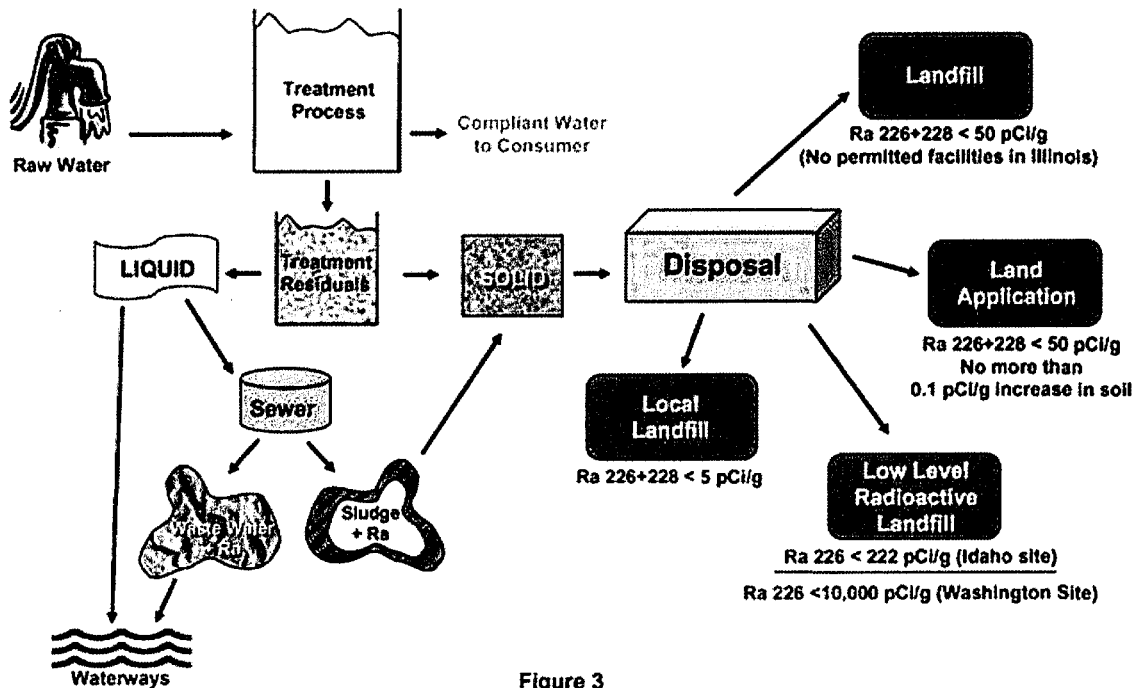 Treatment
Process
Raw Water
Compliant Water
to Consumer
Landfill
Ra 226+228 < 50 pCi/g
(No permitted facilities in Illinois)
LIQUID
Treatment
Residuals
SOLID
Disposal
Land
Application
Ra 226+228 < 50 pCi/g
No more than
0.1 pCi/g increase in soil
Sewer
Local
Landfill
Ra 226+228 < 5 pCi/g
Waste Water
+ Ra
Sludge
+ Ra
Low Level
Radioactive
Landfill
Ra 226 < 222 pCi/g (Idaho site)
Ra 226 <10,000 pCi/g (Washington Site)
Waterways
Figure 3